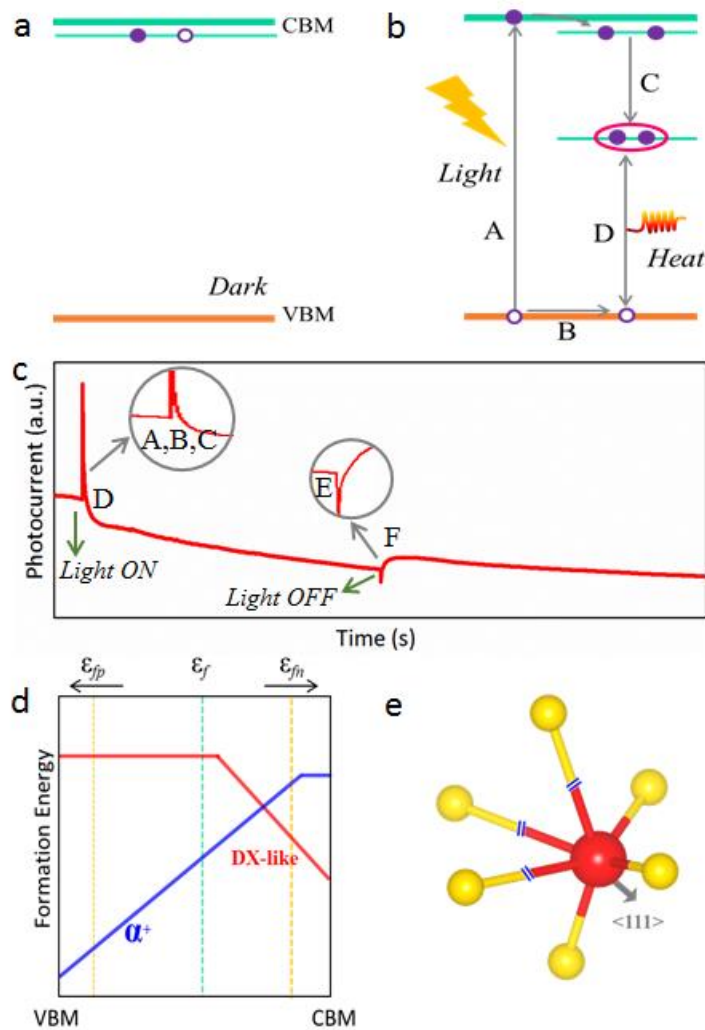 a
CBM
Dark
VBM
b
C
Light
A
D
Heat
B
c
Photocurrent (a.u.)
A,B,C
D
E
F
Light ON
Light OFF
Time (s)
d
εfp
εf
εfn
Formation Energy
DX-like
α+
VBM
CBM
e
<111>